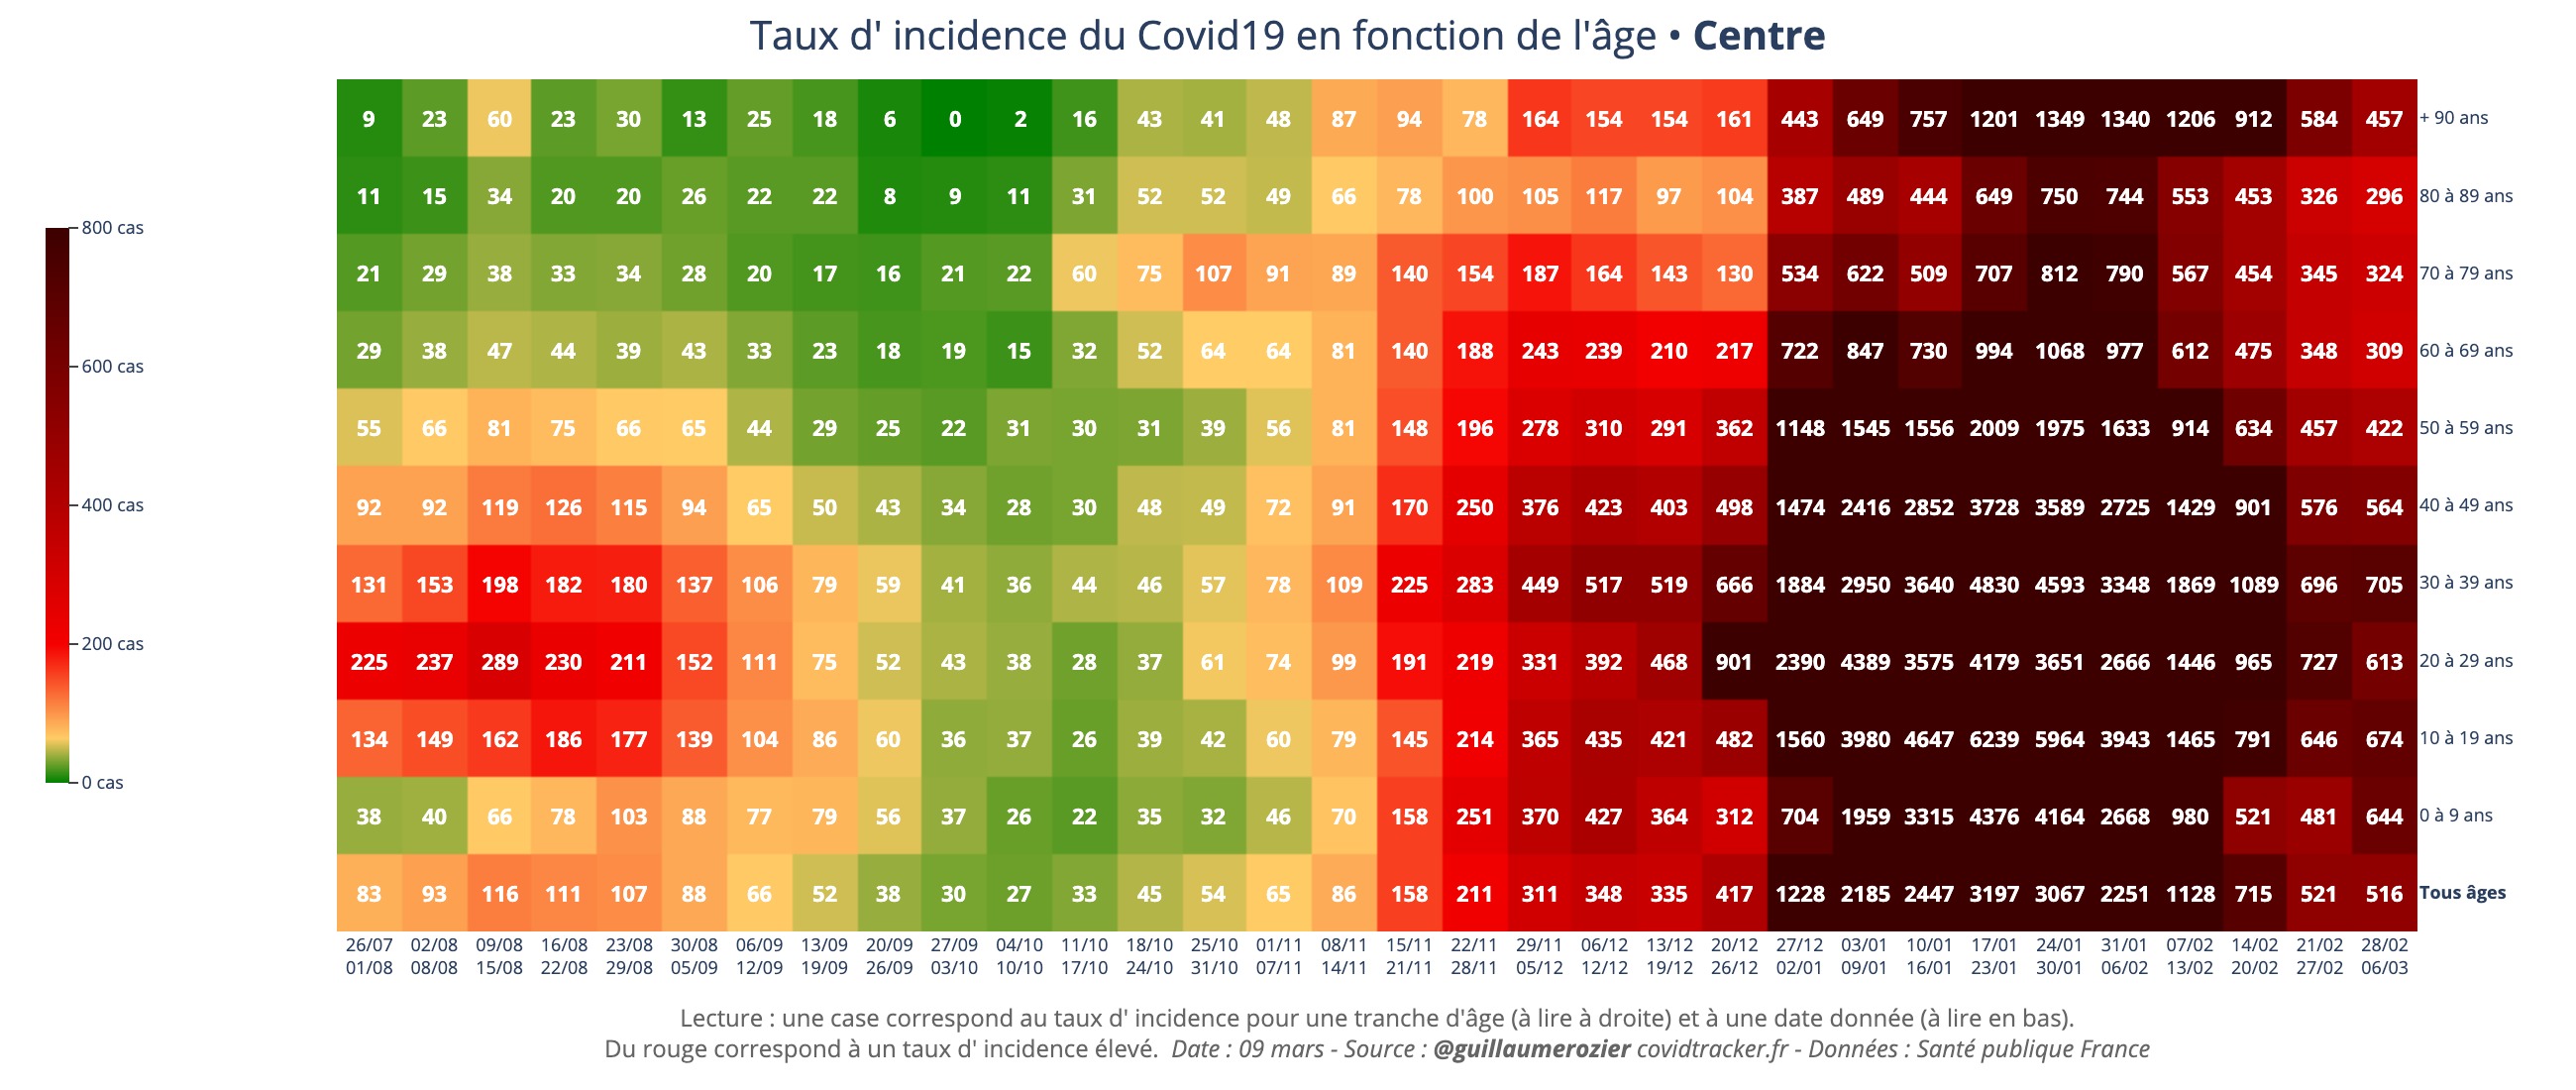 Taux d' incidence du Covid19 en fonction de l'âge • Centre
9 23 60 23 30 13 25 18 6 0 2 16 43 41 48 87 94 78 164 154 154 161 443 649 757 1201 1349 1340 1206 912 584 457 + 90 ans
11 15 34 20 20 26 22 22 8 9 11 31 52 52 49 66 78 100 105 117 97 104 387 489 444 649 750 744 553 453 326 296 80 à 89 ans
800 cas
21 29 38 33 34 28 20 17 16 21 22 60 75 107 91 89 140 154 187 164 143 130 534 622 509 707 812 790 567 454 345 324 70 à 79 ans
29 38 47 44 39 43 33 23 18 19 15 32 52 64 64 81 140 188 243 239 210 217 722 847 730 994 1068 977 612 475 348 309 60 à 69 ans
600 cas
55 66 81 75 66 65 44 29 25 22 31 30 31 39 56 81 148 196 278 310 291 362 1148 1545 1556 2009 1975 1633 914 634 457 422 50 à 59 ans
400 cas
92 92 119 126 115 94 65 50 43 34 28 30 48 49 72 91 170 250 376 423 403 498 1474 2416 2852 3728 3589 2725 1429 901 576 564 40 à 49 ans
131 153 198 182 180 137 106 79 59 41 36 44 46 57 78 109 225 283 449 517 519 666 1884 2950 3640 4830 4593 3348 1869 1089 696 705 30 à 39 ans
200 cas
225 237 289 230 211 152 111 75 52 43 38 28 37 61 74 99 191 219 331 392 468 901 2390 4389 3575 4179 3651 2666 1446 965 727 613 20 à 29 ans
134 149 162 186 177 139 104 86 60 36 37 26 39 42 60 79 145 214 365 435 421 482 1560 3980 4647 6239 5964 3943 1465 791 646 674 10 à 19 ans
0 cas
38 40 66 78 103 88 77 79 56 37 26 22 35 32 46 70 158 251 370 427 364 312 704 1959 3315 4376 4164 2668 980 521 481 644 0 à 9 ans
83 93 116 111 107 88 66 52 38 30 27 33 45 54 65 86 158 211 311 348 335 417 1228 2185 2447 3197 3067 2251 1128 715 521 516 Tous âges
26/07 02/08 09/08 16/08 23/08 30/08 06/09 13/09 20/09 27/09 04/10 11/10 18/10 25/10 01/11 08/11 15/11 22/11 29/11 06/12 13/12 20/12 27/12 03/01 10/01 17/01 24/01 31/01 07/02 14/02 21/02 28/02
01/08 08/08 15/08 22/08 29/08 05/09 12/09 19/09 26/09 03/10 10/10 17/10 24/10 31/10 07/11 14/11 21/11 28/11 05/12 12/12 19/12 26/12 02/01 09/01 16/01 23/01 30/01 06/02 13/02 20/02 27/02 06/03
Lecture : une case correspond au taux d' incidence pour une tranche d'âge (à lire à droite) et à une date donnée (à lire en bas).
Du rouge correspond à un taux d' incidence élevé. Date : 09 mars - Source : @guillaumerozier covidtracker.fr - Données : Santé publique France